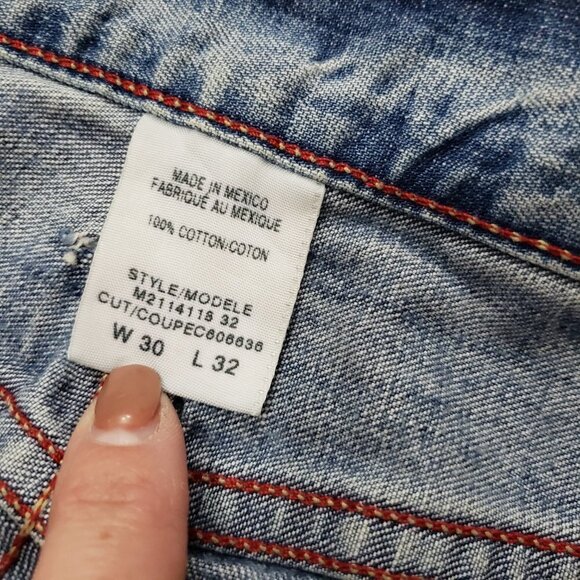 MADE IN MEXICO
FABRIQUÉ AU MEXIQUE
100% COTTON/COTON
STYLE/MODELE
M2114118 32
CUT/COUPEC606636
W 30 L 32